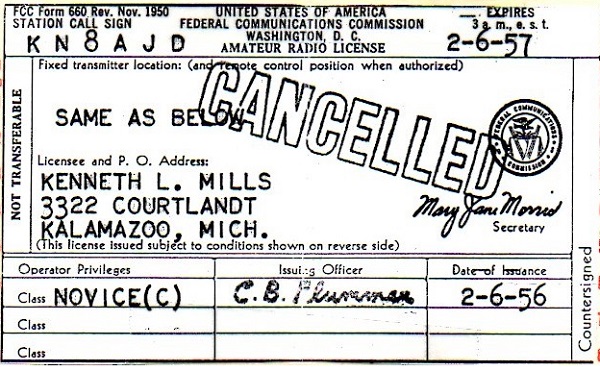 FCC Form 660 Rev. Nov. 1950
UNITED STATES OF AMERICA
EXPIRES
STATION CALL SIGN
FEDERAL COMMUNICATIONS COMMISSION
3 a. m., e. s. t.
KN8AJD
WASHINGTON, D. C.
2-6-57
AMATEUR RADIO LICENSE
Fixed transmitter location: (and remote control position when authorized)
CANCELLED
SAME AS BELOW
NOT TRANSFERABLE
FEDERAL COMMUNICATIONS COMMISSION
Licensee and P. O. Address:
KENNETH L. MILLS
3322 COURTLANDT
KALAMAZOO, MICH.
Mary Jane Morris
Secretary
(This license issued subject to conditions shown on reverse side)
Operator Privileges
Issuing Officer
Date of Issuance
Class NOVICE(C)
C. B. Plummer
2-6-56
Class
Class
Countersigned